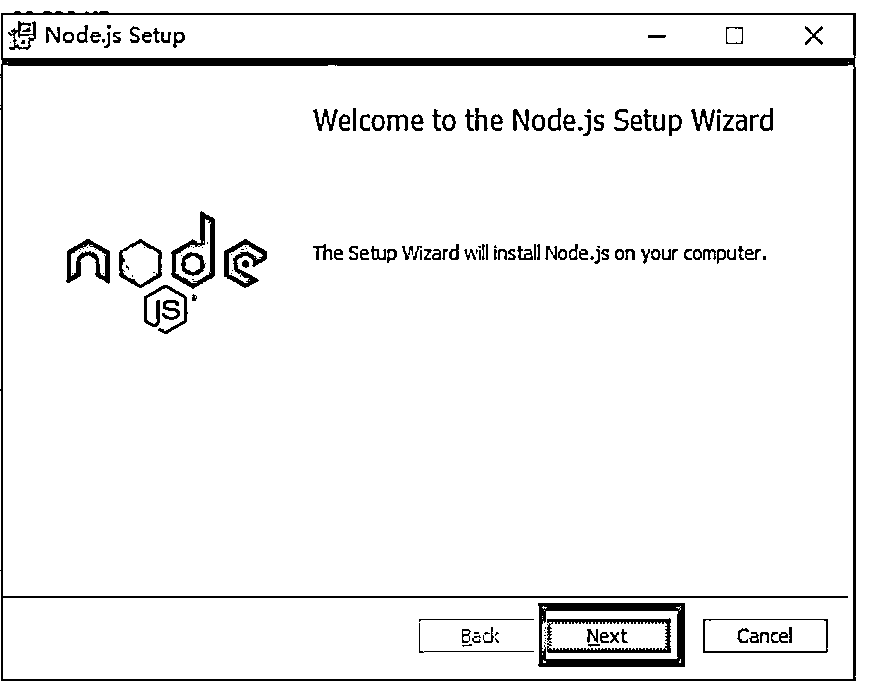 Node.js Setup
Welcome to the Node.js Setup Wizard
The Setup Wizard will install Node.js on your computer.
node
JS
Back Next Cancel